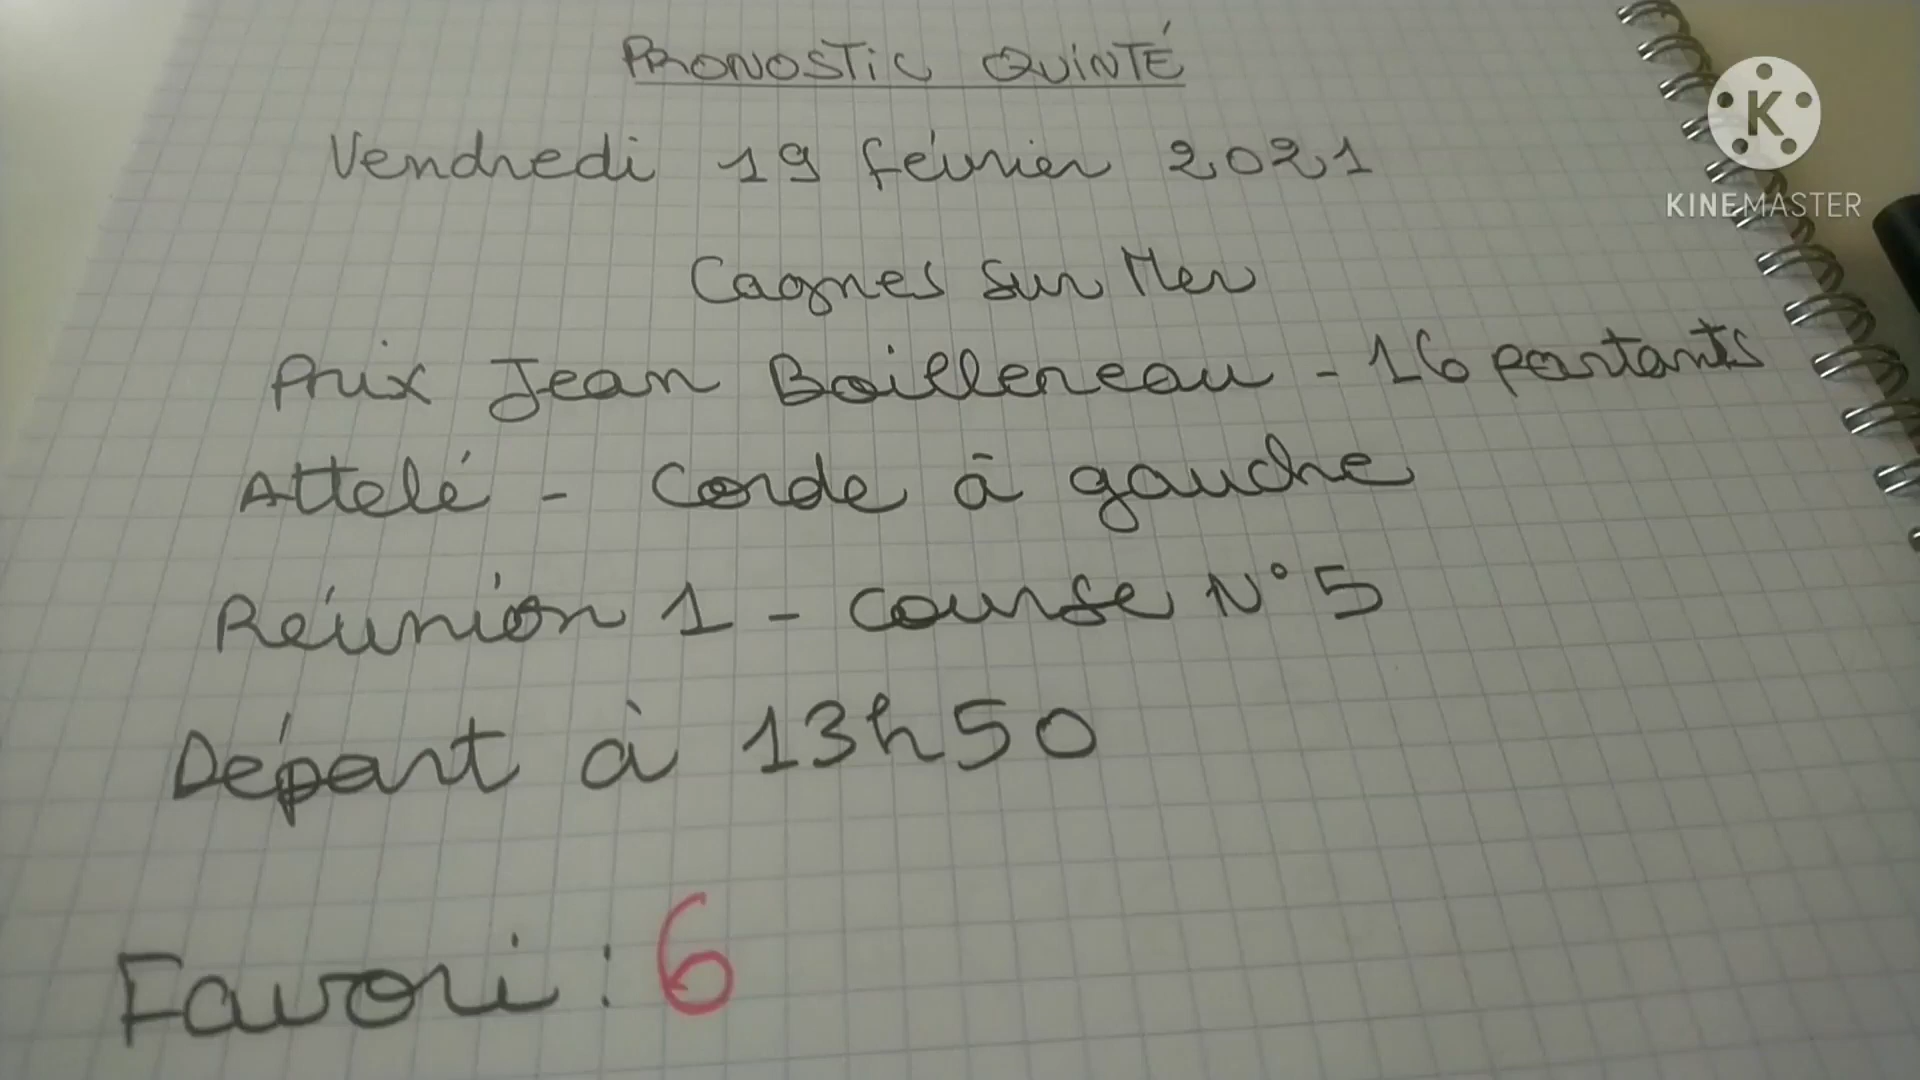 PRONOSTIC QUINTÉ
Vendredi 19 février 2021
Cagnes Sur Mer
Prix Jean Boillereau - 16 partants
Attelé - Corde à gauche
Réunion 1 - Course N° 5
Départ à 13h50
Favori : 6
K
KINEMASTER